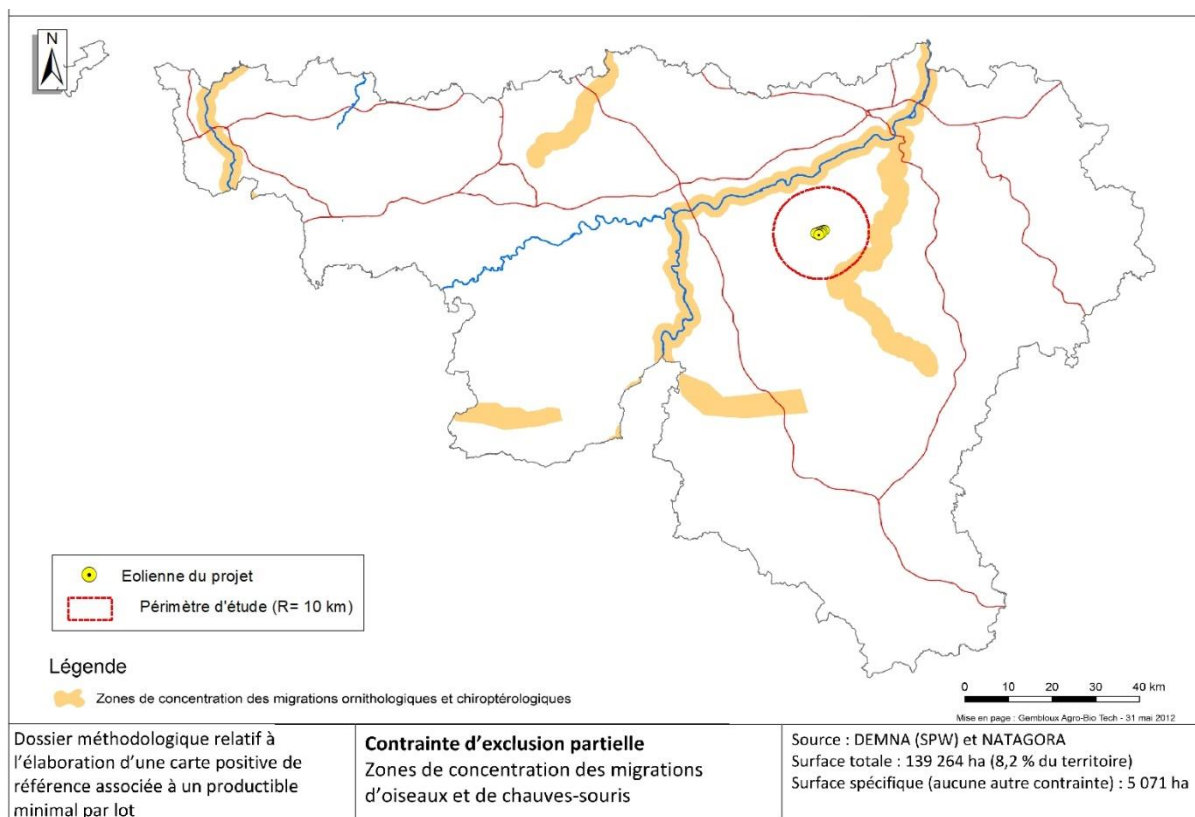 N
Eolienne du projet
Périmètre d'étude (R= 10 km)
Légende
Zones de concentration des migrations ornithologiques et chiroptérologiques
0 10 20 30 40 km
Mise en page : Gembloux Agro-Bio Tech - 31 mai 2012
Dossier méthodologique relatif à
l'élaboration d'une carte positive de
référence associée à un productible
minimal par lot
Contrainte d'exclusion partielle
Zones de concentration des migrations
d'oiseaux et de chauves-souris
Source : DEMNA (SPW) et NATAGORA
Surface totale : 139 264 ha (8,2 % du territoire)
Surface spécifique (aucune autre contrainte) : 5 071 ha